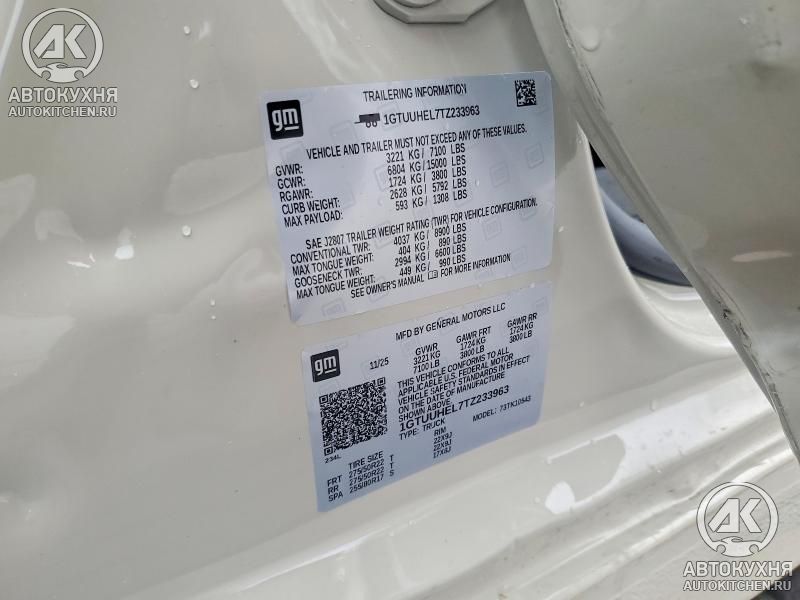 АК
АВТОКУХНЯ
AUTOKITCHEN.RU
gm
TRAILERING INFORMATION
1GTUUHEL7TZ233963
VEHICLE AND TRAILER MUST NOT EXCEED ANY OF THESE VALUES.
GVWR: 3221 KG / 7100 LBS
GCWR: 6804 KG / 15000 LBS
RGAWR: 1724 KG / 3800 LBS
CURB WEIGHT: 2628 KG / 5792 LBS
MAX PAYLOAD: 593 KG / 1308 LBS
SAE J2807 TRAILER WEIGHT RATING (TWR) FOR VEHICLE CONFIGURATION.
CONVENTIONAL TWR: 4037 KG / 8900 LBS
MAX TONGUE WEIGHT: 404 KG / 890 LBS
GOOSENECK TWR: 2994 KG / 6600 LBS
MAX TONGUE WEIGHT: 449 KG / 990 LBS
SEE OWNER'S MANUAL FOR MORE INFORMATION
gm
MFD BY GENERAL MOTORS LLC
11/25 GVWR GAWR FRT GAWR RR
3221 KG 1724 KG 1724 KG
7100 LB 3800 LB 3800 LB
THIS VEHICLE CONFORMS TO ALL
APPLICABLE U.S. FEDERAL MOTOR
VEHICLE SAFETY STANDARDS IN EFFECT
ON THE DATE OF MANUFACTURE
SHOWN ABOVE.
1GTUUHEL7TZ233963
TYPE: TRUCK MODEL: 73TK10543
234L
TIRE SIZE RIM
FRT 275/50R22 T 22X9J
RR 275/50R22 T 22X9J
SPA 255/80R17 S 17X8J
АК
АВТОКУХНЯ
AUTOKITCHEN.RU